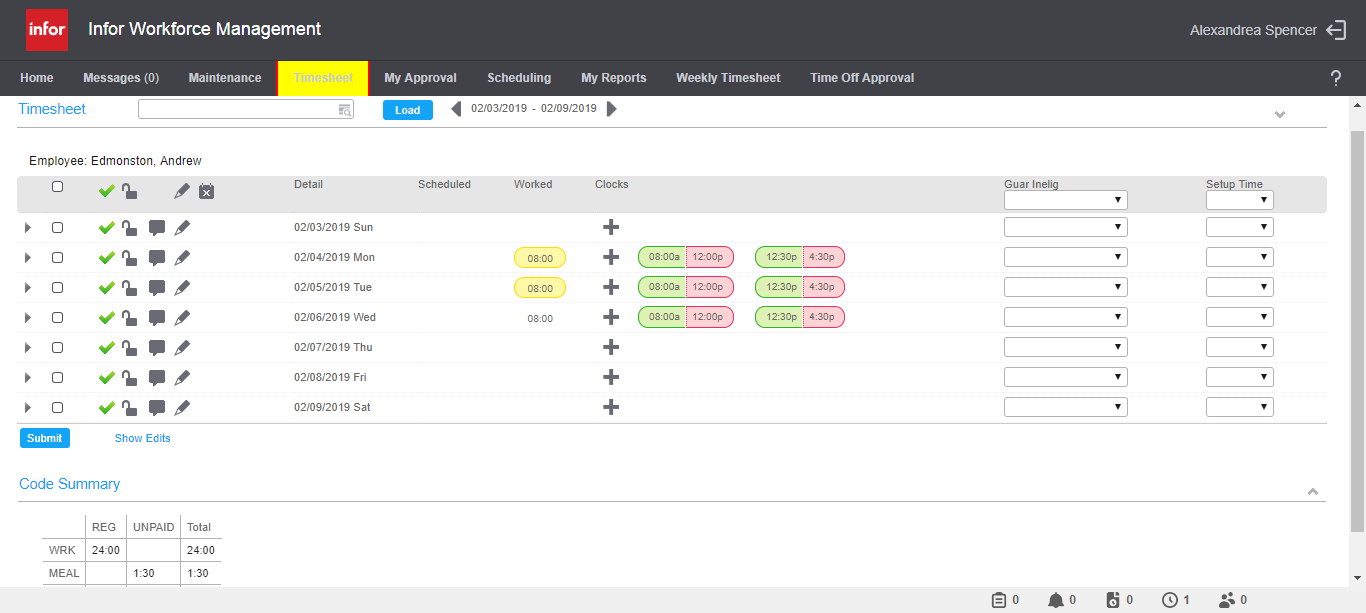 infor Infor Workforce Management Alexandrea Spencer
Home Messages (0) Maintenance Timesheet My Approval Scheduling My Reports Weekly Timesheet Time Off Approval ?
Timesheet Load 02/03/2019 - 02/09/2019
Employee: Edmonston, Andrew
Detail Scheduled Worked Clocks Guar Inelig Setup Time
02/03/2019 Sun
02/04/2019 Mon 08:00 08:00a 12:00p 12:30p 4:30p
02/05/2019 Tue 08:00 08:00a 12:00p 12:30p 4:30p
02/06/2019 Wed 08:00 08:00a 12:00p 12:30p 4:30p
02/07/2019 Thu
02/08/2019 Fri
02/09/2019 Sat
Submit Show Edits
Code Summary
REG UNPAID Total
WRK 24:00 24:00
MEAL 1:30 1:30
0 0 0 1 0